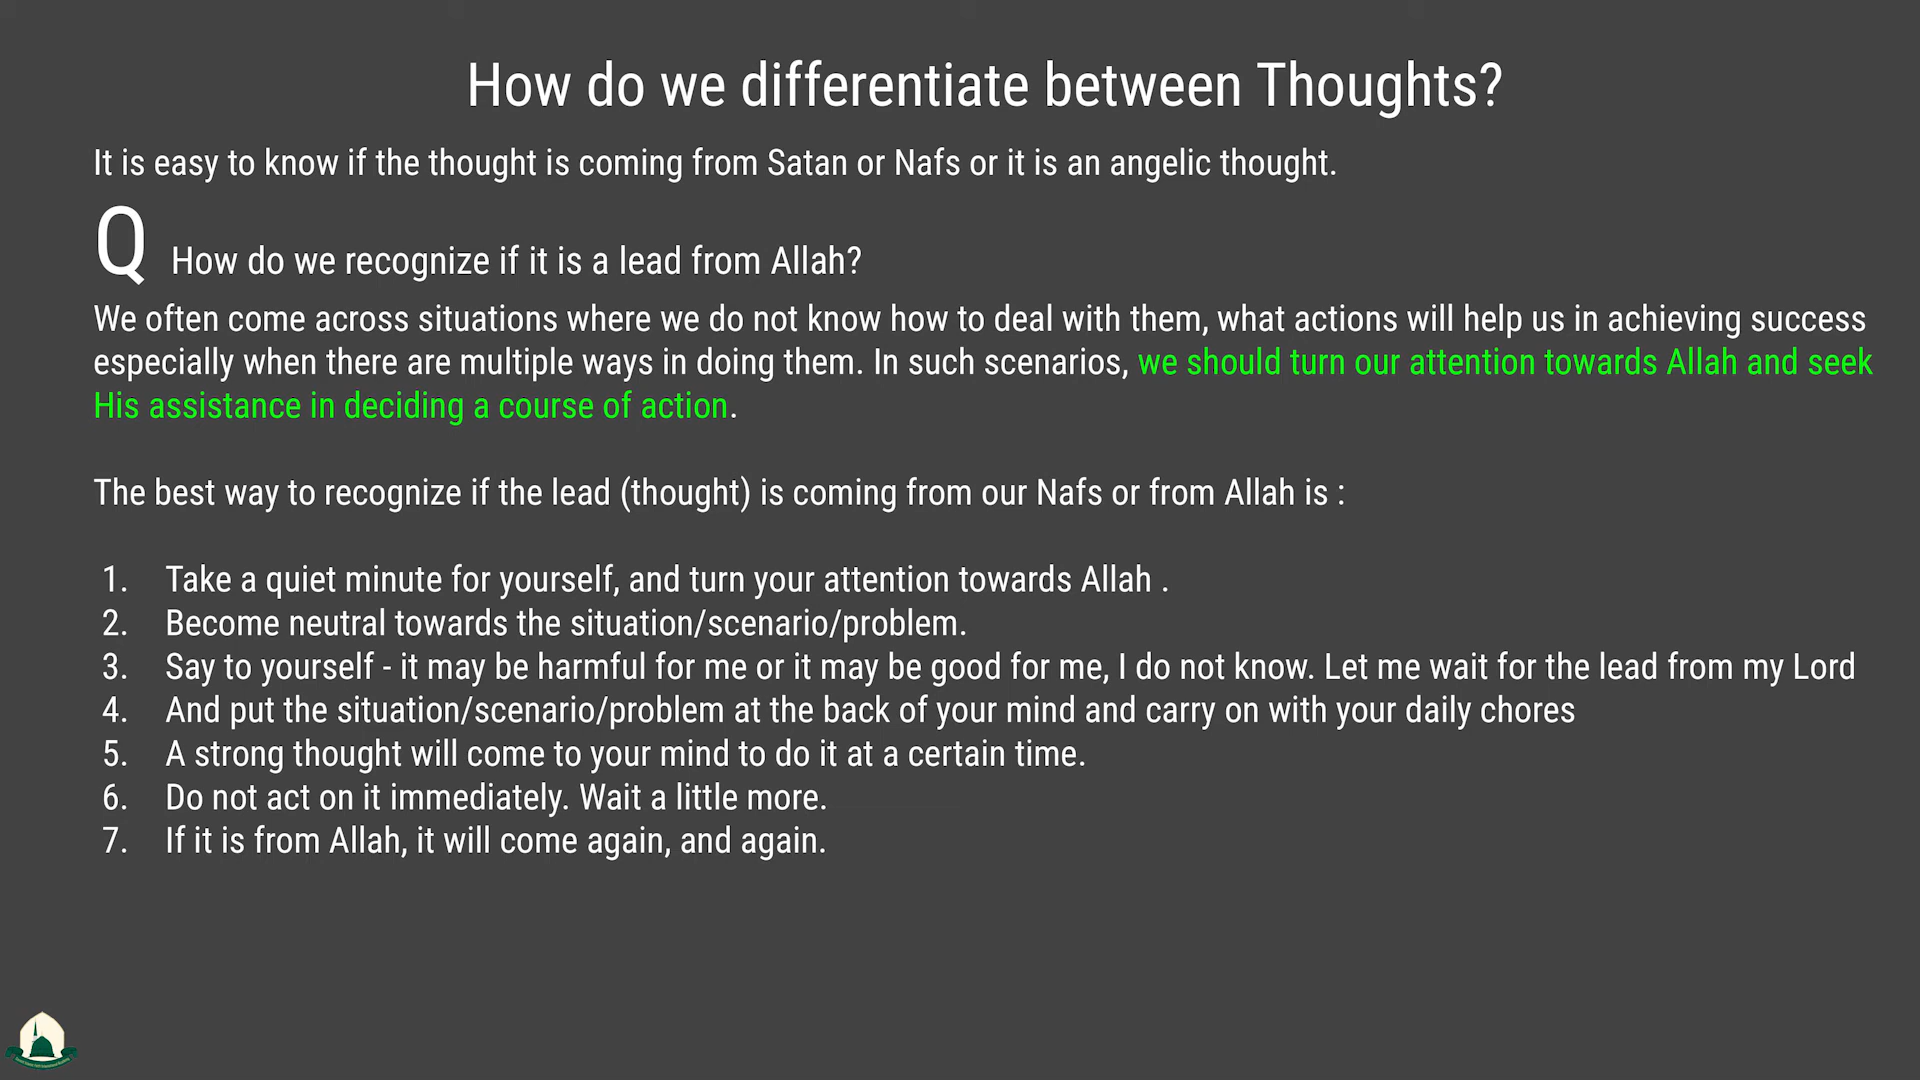 How do we differentiate between Thoughts?
It is easy to know if the thought is coming from Satan or Nafs or it is an angelic thought.
Q How do we recognize if it is a lead from Allah?
We often come across situations where we do not know how to deal with them, what actions will help us in achieving success
especially when there are multiple ways in doing them. In such scenarios, we should turn our attention towards Allah and seek
His assistance in deciding a course of action.
The best way to recognize if the lead (thought) is coming from our Nafs or from Allah is :
1. Take a quiet minute for yourself, and turn your attention towards Allah .
2. Become neutral towards the situation/scenario/problem.
3. Say to yourself - it may be harmful for me or it may be good for me, I do not know. Let me wait for the lead from my Lord
4. And put the situation/scenario/problem at the back of your mind and carry on with your daily chores
5. A strong thought will come to your mind to do it at a certain time.
6. Do not act on it immediately. Wait a little more.
7. If it is from Allah, it will come again, and again.